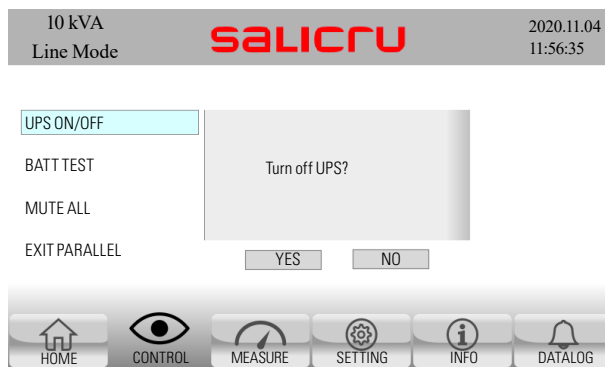 10 kVA
Line Mode
salicru
2020.11.04
11:56:35
UPS ON/OFF
BATT TEST
MUTE ALL
EXIT PARALLEL
Turn off UPS?
YES NO
HOME CONTROL MEASURE SETTING INFO DATALOG